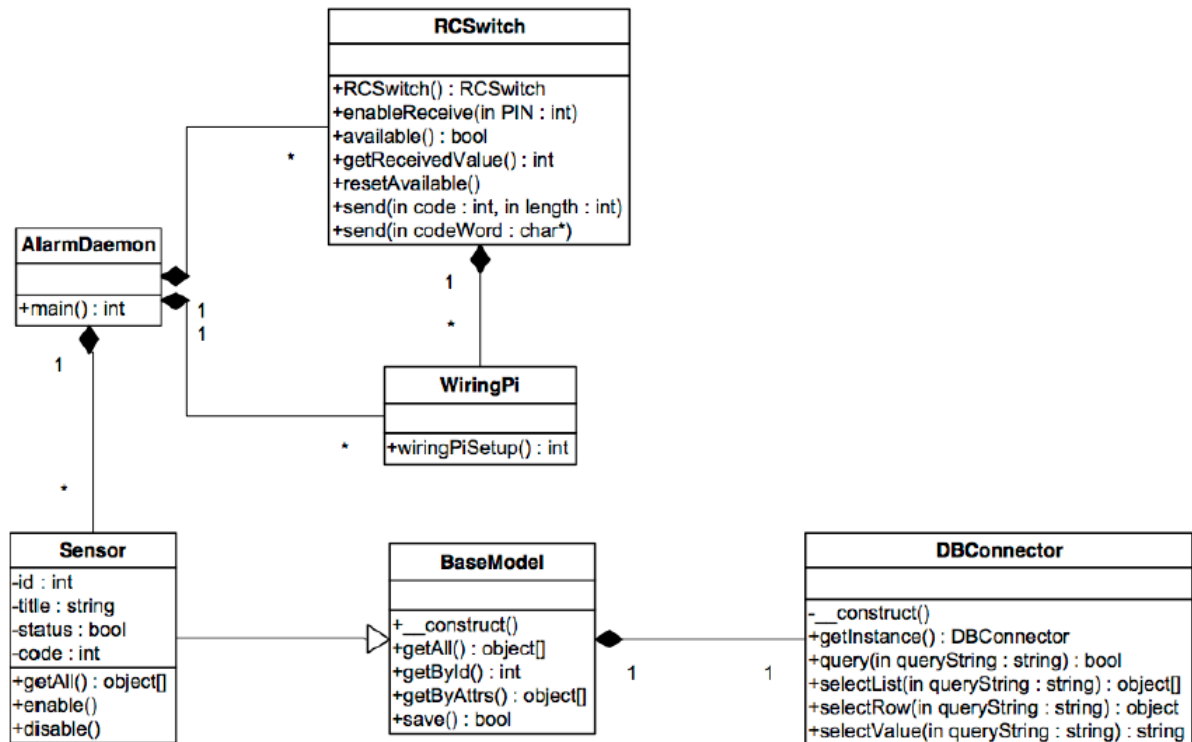 RCSwitch
+RCSwitch() : RCSwitch
+enableReceive(in PIN : int)
+available() : bool
+getReceivedValue() : int
+resetAvailable()
+send(in code : int, in length : int)
+send(in codeWord : char*)
*
AlarmDaemon
+main() : int
1
1
1
1
*
WiringPi
+wiringPiSetup() : int
*
*
Sensor
-id : int
-title : string
-status : bool
-code : int
+getAll() : object[]
+enable()
+disable()
BaseModel
+__construct()
+getAll() : object[]
+getById() : int
+getByAttrs() : object[]
+save() : bool
1
1
DBConnector
-__construct()
+getInstance() : DBConnector
+query(in queryString : string) : bool
+selectList(in queryString : string) : object[]
+selectRow(in queryString : string) : object
+selectValue(in queryString : string) : string